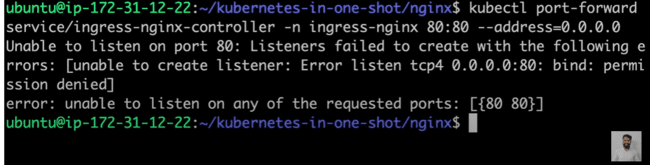 ubuntu@ip-172-31-12-22:~/kubernetes-in-one-shot/nginx$ kubectl port-forward
service/ingress-nginx-controller -n ingress-nginx 80:80 --address=0.0.0.0
Unable to listen on port 80: Listeners failed to create with the following e
rrors: [unable to create listener: Error listen tcp4 0.0.0.0:80: bind: permi
ssion denied]
error: unable to listen on any of the requested ports: [{80 80}]
ubuntu@ip-172-31-12-22:~/kubernetes-in-one-shot/nginx$